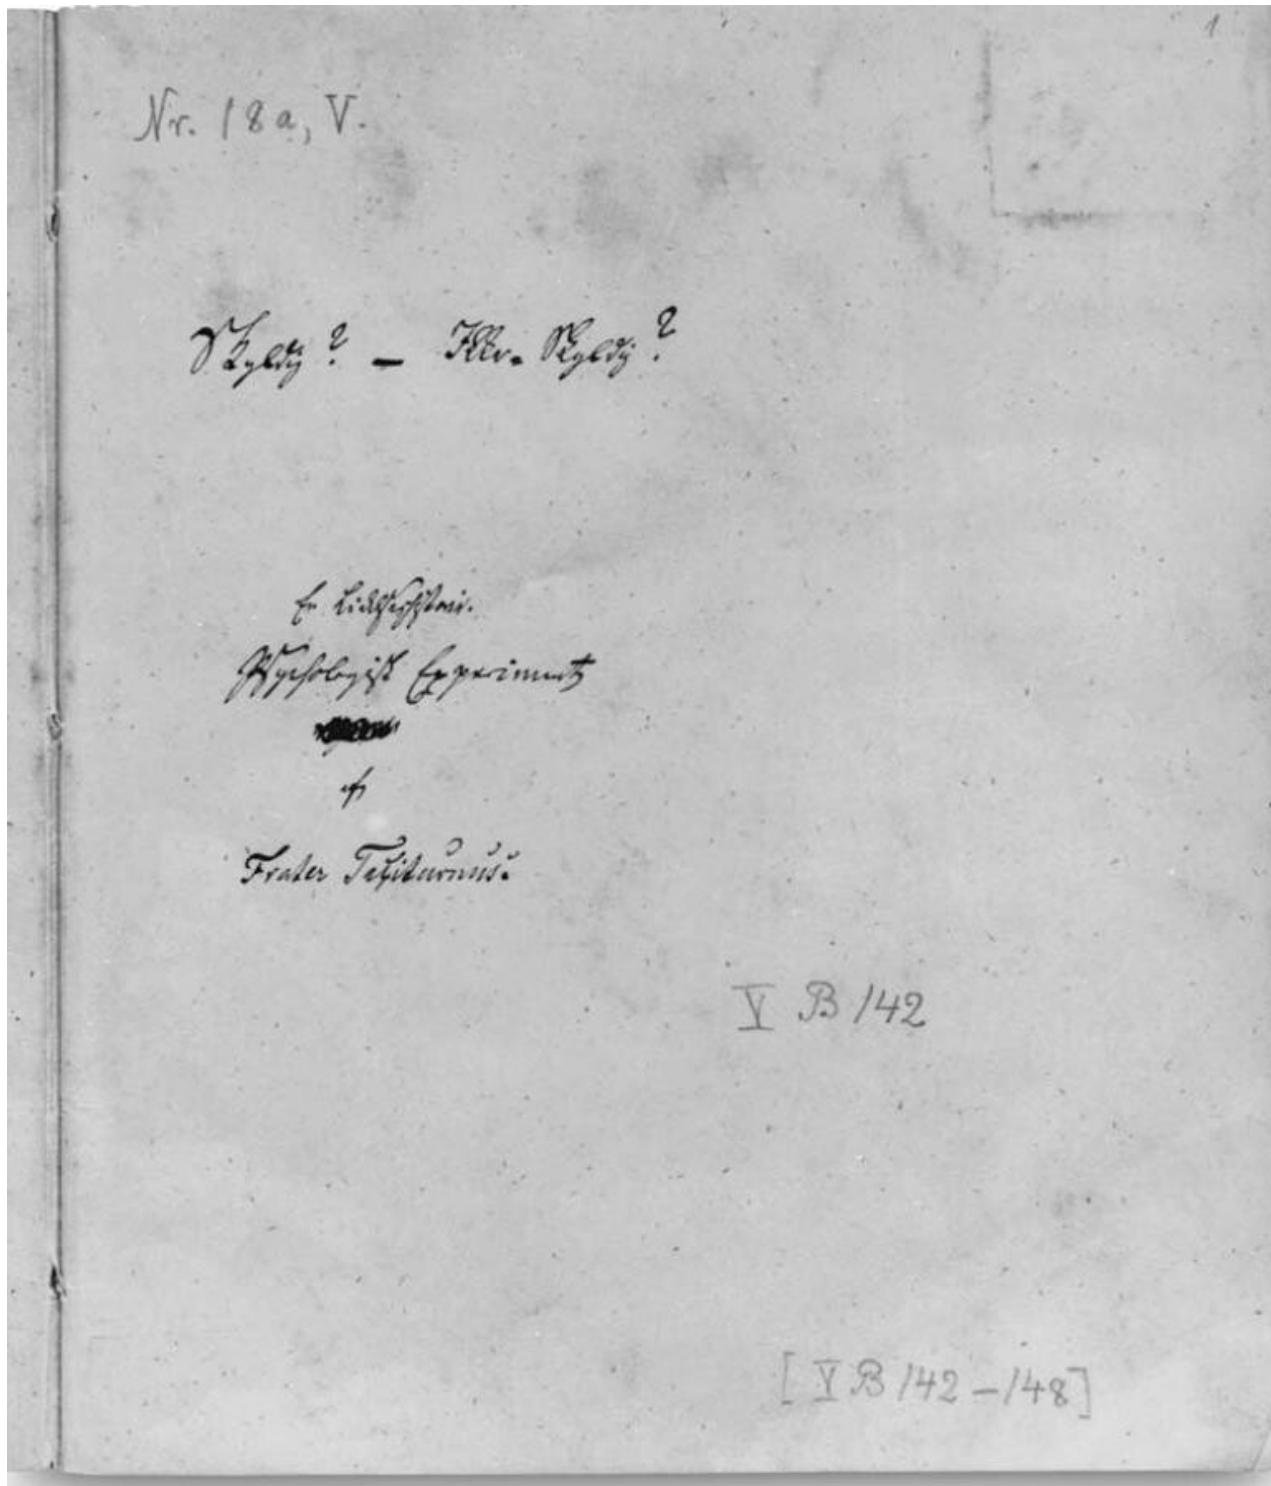 1
Nr. 18a, V.
Skyldig? – Ikke-Skyldig?
En Lidelseshistorie.
Psychologisk Experiment
af
Frater Taciturnus.
V B 142
[V B 142–148]